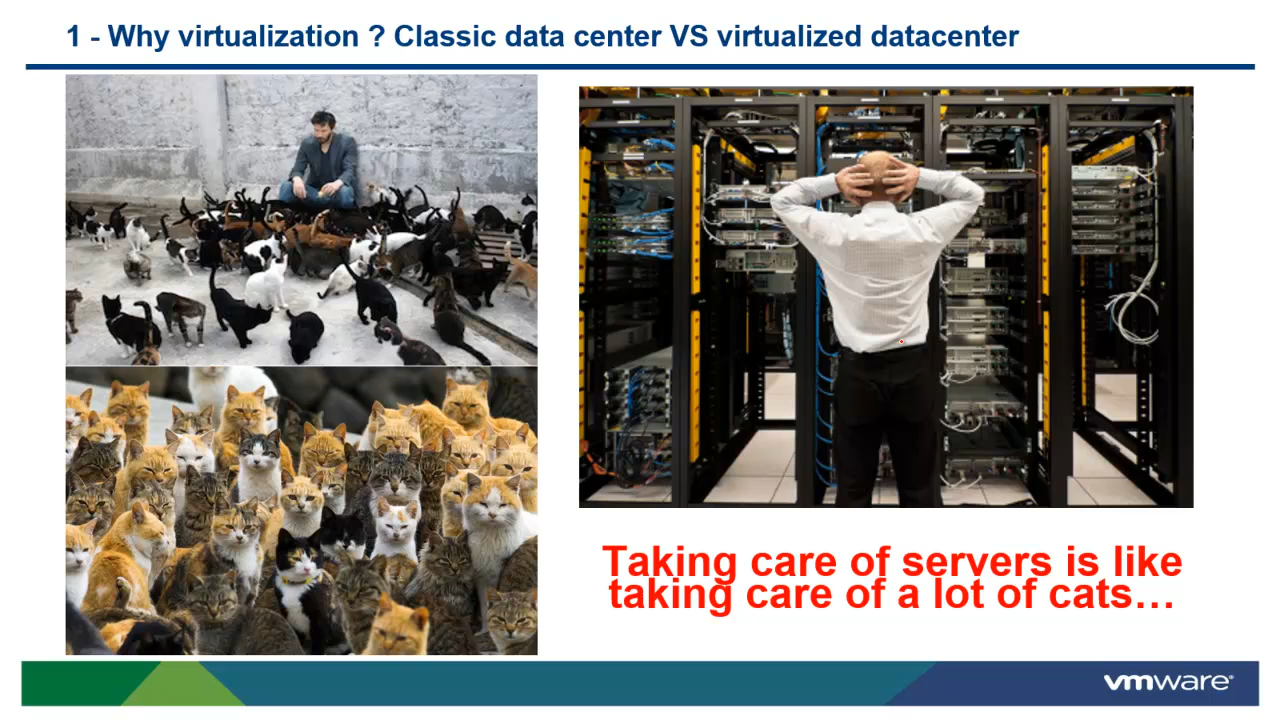 1 - Why virtualization ? Classic data center VS virtualized datacenter
Taking care of servers is like
taking care of a lot of cats…
vmware®